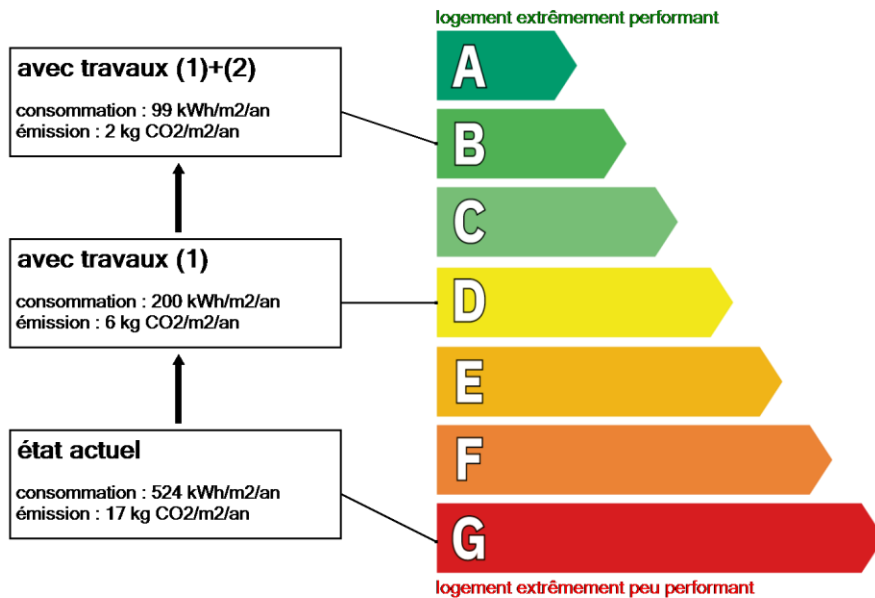 logement extrêmement performant
avec travaux (1)+(2)
consommation : 99 kWh/m2/an
émission : 2 kg CO2/m2/an
avec travaux (1)
consommation : 200 kWh/m2/an
émission : 6 kg CO2/m2/an
état actuel
consommation : 524 kWh/m2/an
émission : 17 kg CO2/m2/an
A
B
C
D
E
F
G
logement extrêmement peu performant